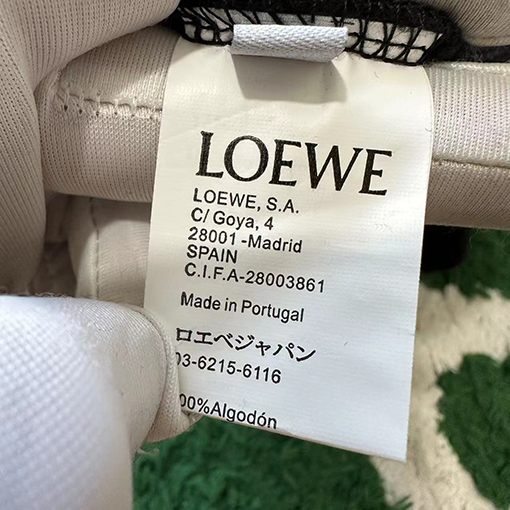 LOEWE
LOEWE, S.A.
C/ Goya, 4
28001 -Madrid
SPAIN
C.I.F.A-28003861
Made in Portugal
ロエベジャパン
03-6215-6116
100%Algodón